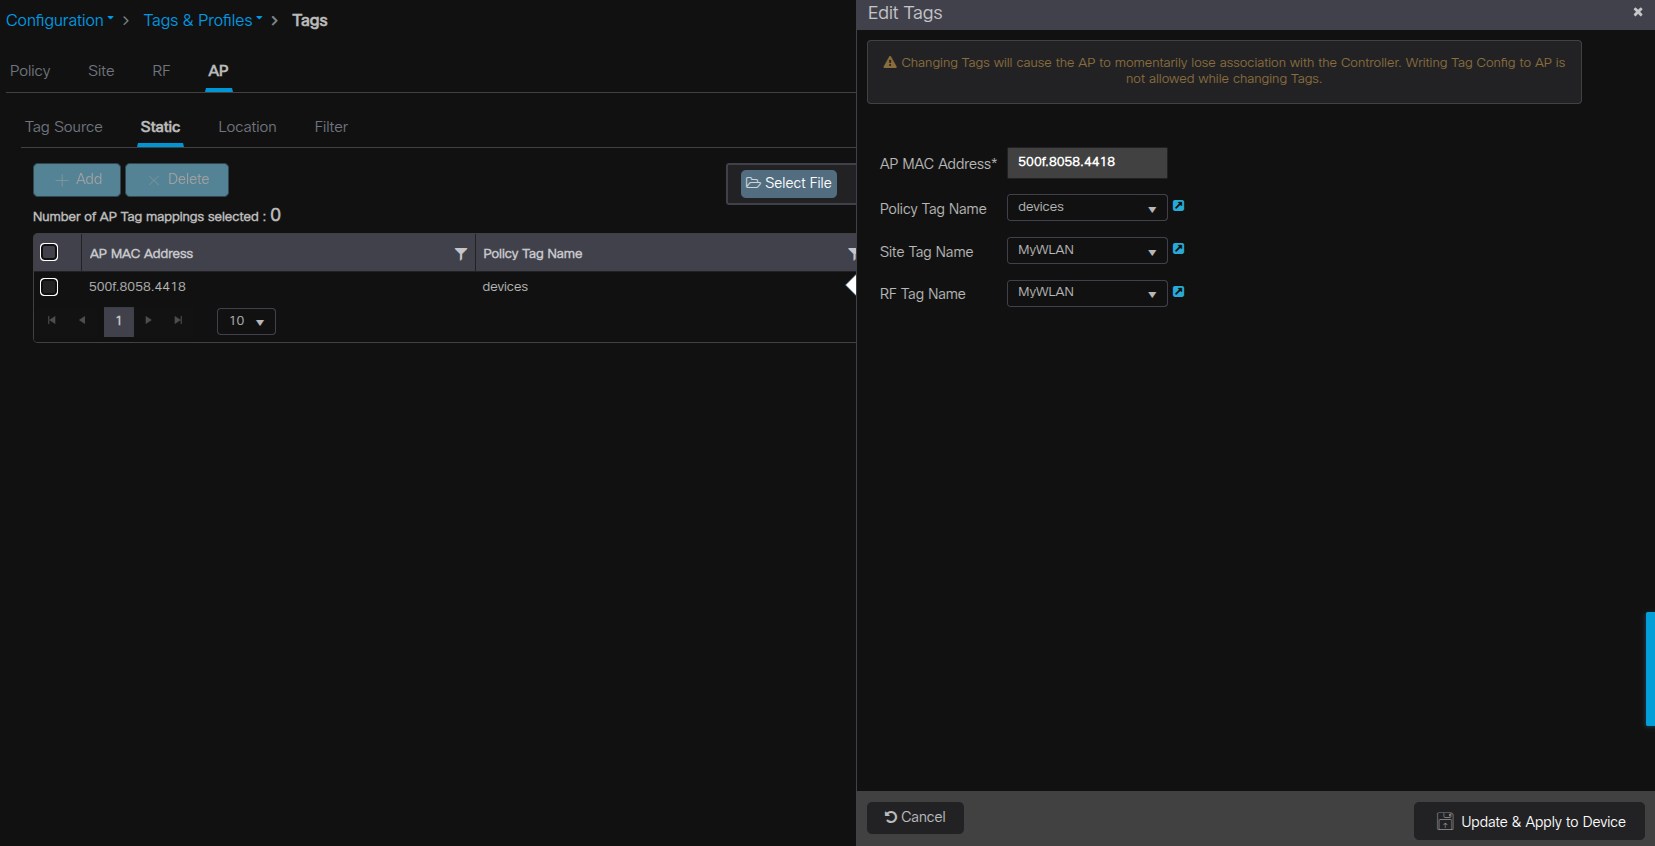 Configuration > Tags & Profiles > Tags
Policy Site RF AP
Tag Source Static Location Filter
+ Add × Delete
Select File
Number of AP Tag mappings selected : 0
AP MAC Address Policy Tag Name
500f.8058.4418 devices
1 10
Edit Tags
Changing Tags will cause the AP to momentarily lose association with the Controller. Writing Tag Config to AP is
not allowed while changing Tags.
AP MAC Address* 500f.8058.4418
Policy Tag Name devices
Site Tag Name MyWLAN
RF Tag Name MyWLAN
Cancel
Update & Apply to Device